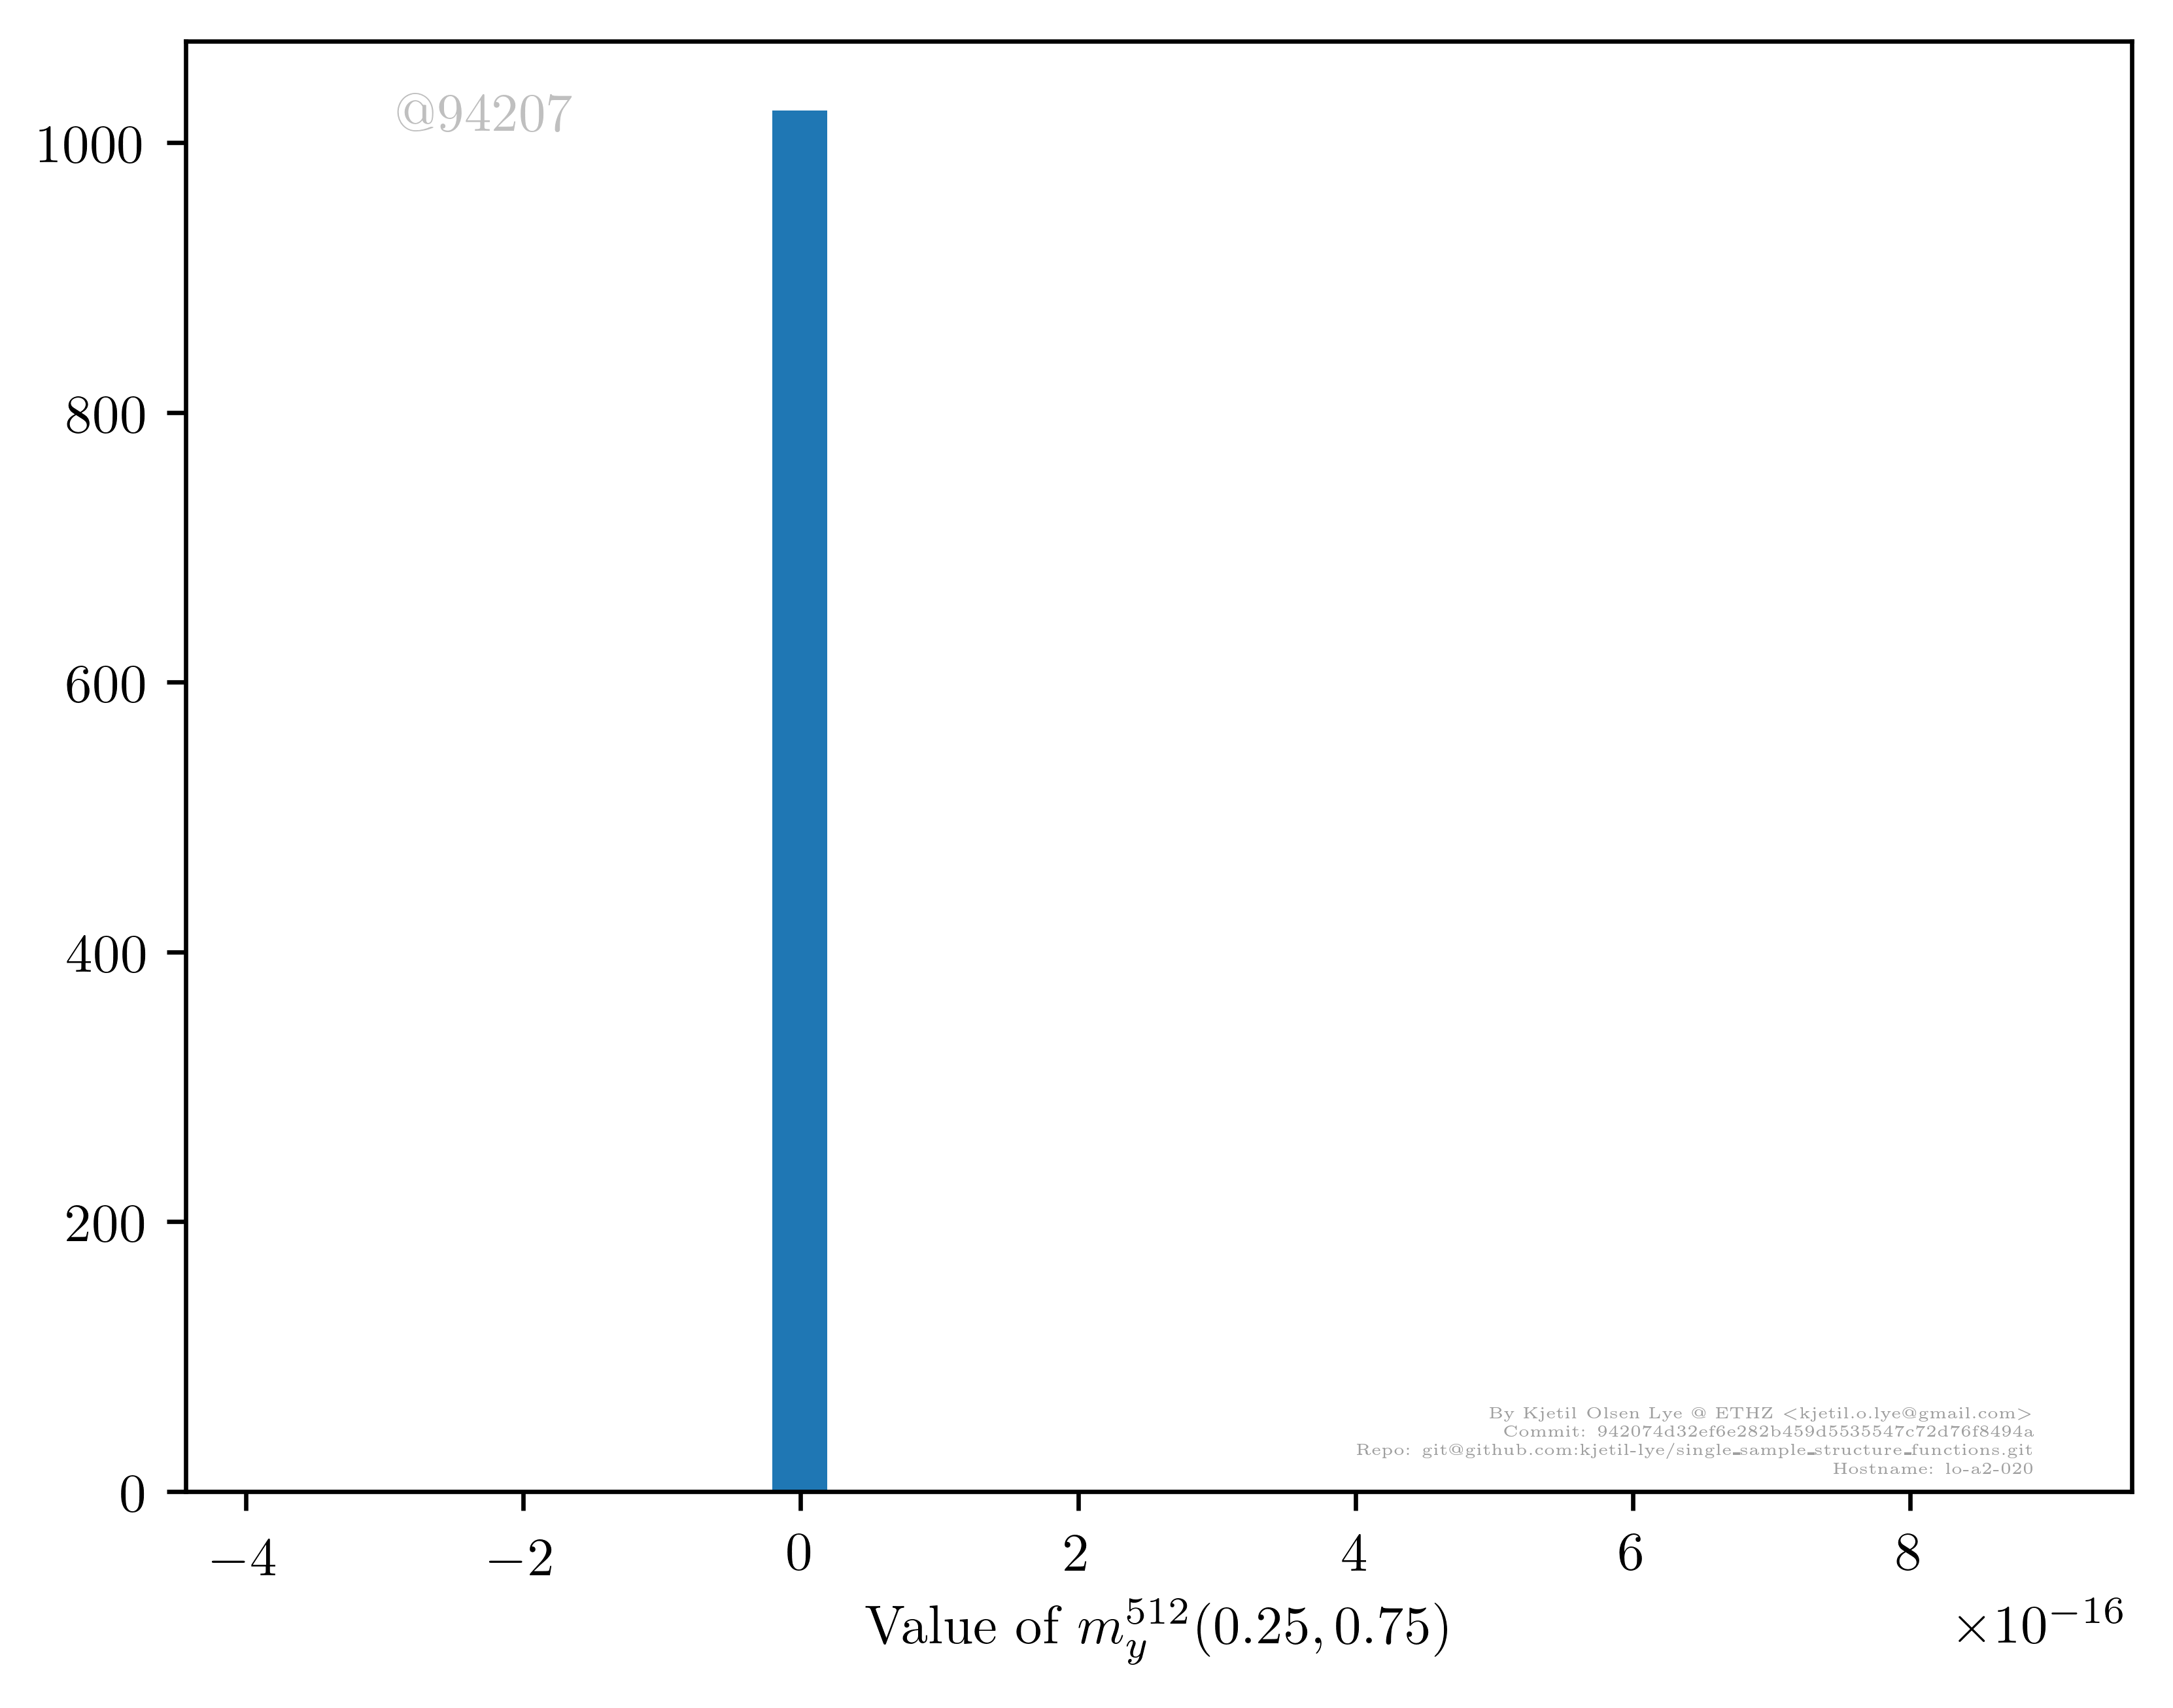 @94207
1000
800
600
400
200
0
By Kjetil Olsen Lye @ ETHZ <kjetil.o.lye@gmail.com>
Commit: 942074d32ef6e282b459d5535547c72d76f8494a
Repo: git@github.com:kjetil-lye/single_sample_structure_functions.git
Hostname: lo-a2-020
−4 −2 0 2 4 6 8
Value of $m_y^{512}(0.25, 0.75)$ ×10⁻¹⁶